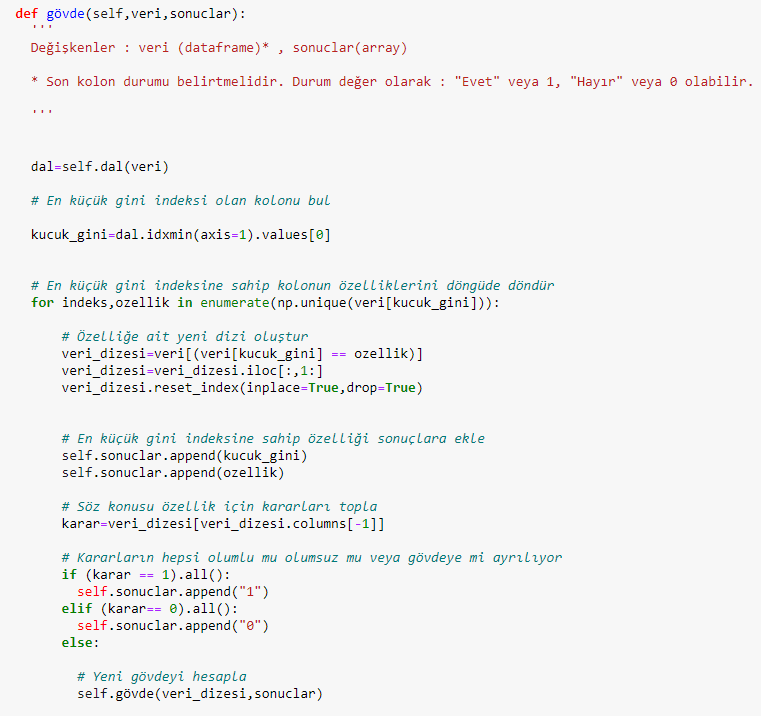 def gövde(self,veri,sonuclar):
'''
Değişkenler : veri (dataframe)* , sonuclar(array)
* Son kolon durumu belirtmelidir. Durum değer olarak : "Evet" veya 1, "Hayır" veya 0 olabilir.
'''
dal=self.dal(veri)
# En küçük gini indeksi olan kolonu bul
kucuk_gini=dal.idxmin(axis=1).values[0]
# En küçük gini indeksine sahip kolonun özelliklerini döngüde döndür
for indeks,ozellik in enumerate(np.unique(veri[kucuk_gini])):
# Özelliğe ait yeni dizi oluştur
veri_dizesi=veri[(veri[kucuk_gini] == ozellik)]
veri_dizesi=veri_dizesi.iloc[:,1:]
veri_dizesi.reset_index(inplace=True,drop=True)
# En küçük gini indeksine sahip özelliği sonuçlara ekle
self.sonuclar.append(kucuk_gini)
self.sonuclar.append(ozellik)
# Söz konusu özellik için kararları topla
karar=veri_dizesi[veri_dizesi.columns[-1]]
# Kararların hepsi olumlu mu olumsuz mu veya gövdeye mi ayrılıyor
if (karar == 1).all():
self.sonuclar.append("1")
elif (karar== 0).all():
self.sonuclar.append("0")
else:
# Yeni gövdeyi hesapla
self.gövde(veri_dizesi,sonuclar)